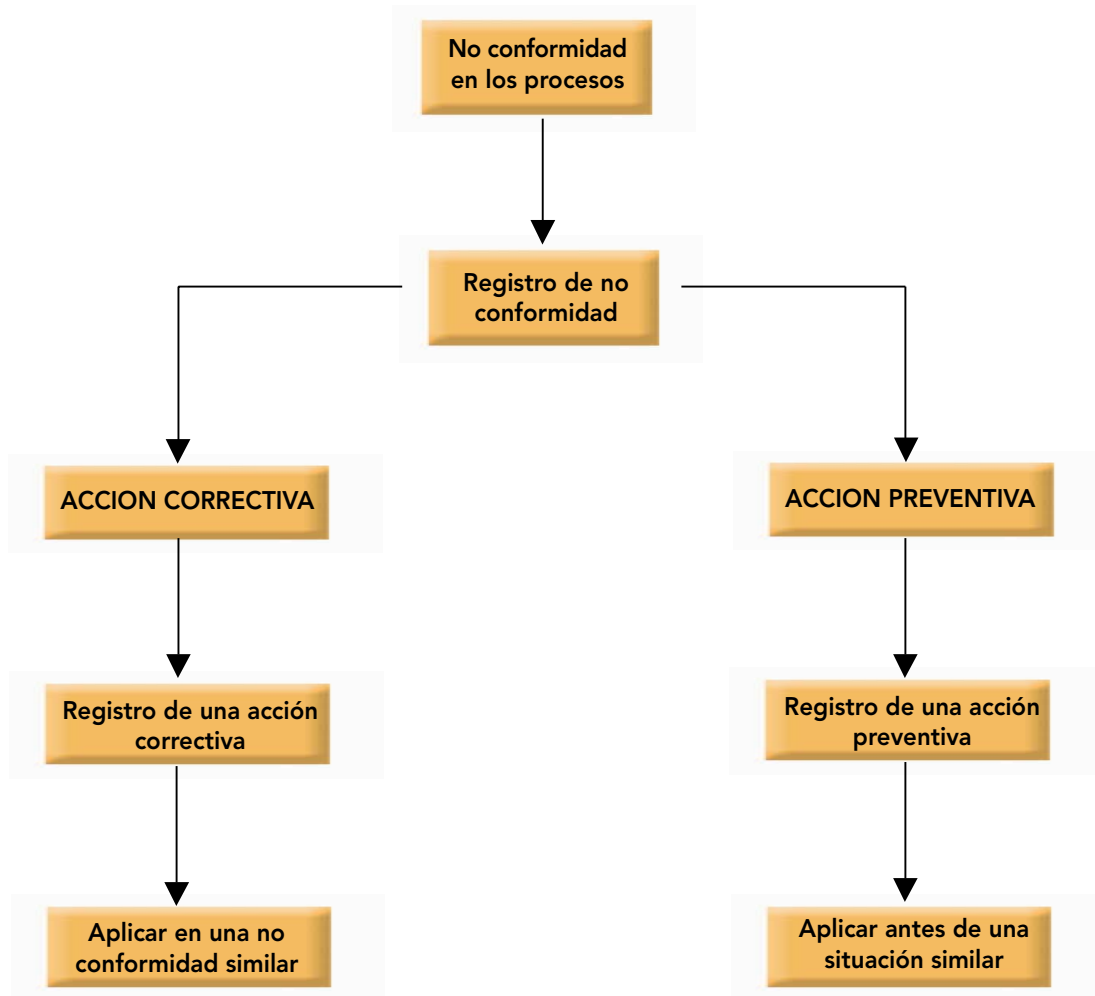 No conformidad
en los procesos
Registro de no
conformidad
ACCION CORRECTIVA
ACCION PREVENTIVA
Registro de una acción
correctiva
Registro de una acción
preventiva
Aplicar en una no
conformidad similar
Aplicar antes de una
situación similar